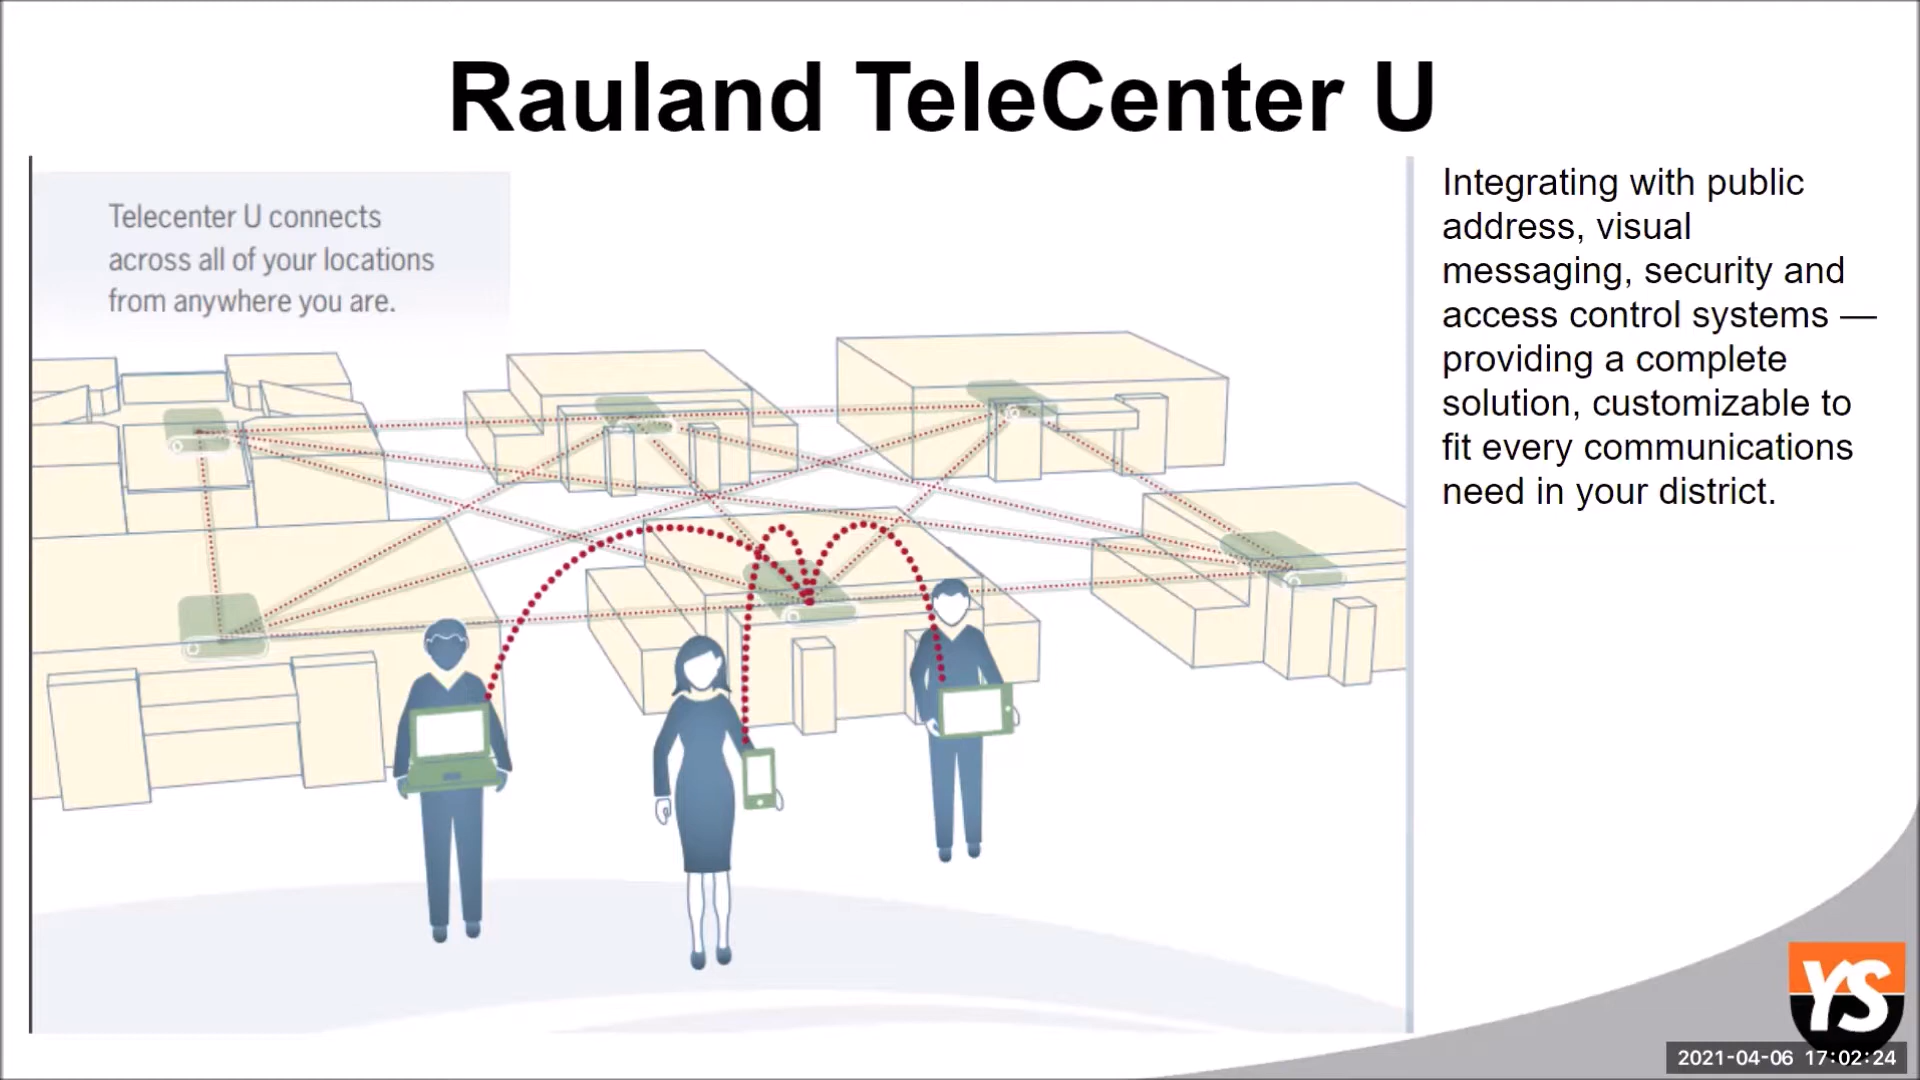 Rauland TeleCenter U
Telecenter U connects
across all of your locations
from anywhere you are.
Integrating with public
address, visual
messaging, security and
access control systems —
providing a complete
solution, customizable to
fit every communications
need in your district.
YS
2021-04-06 17:02:24